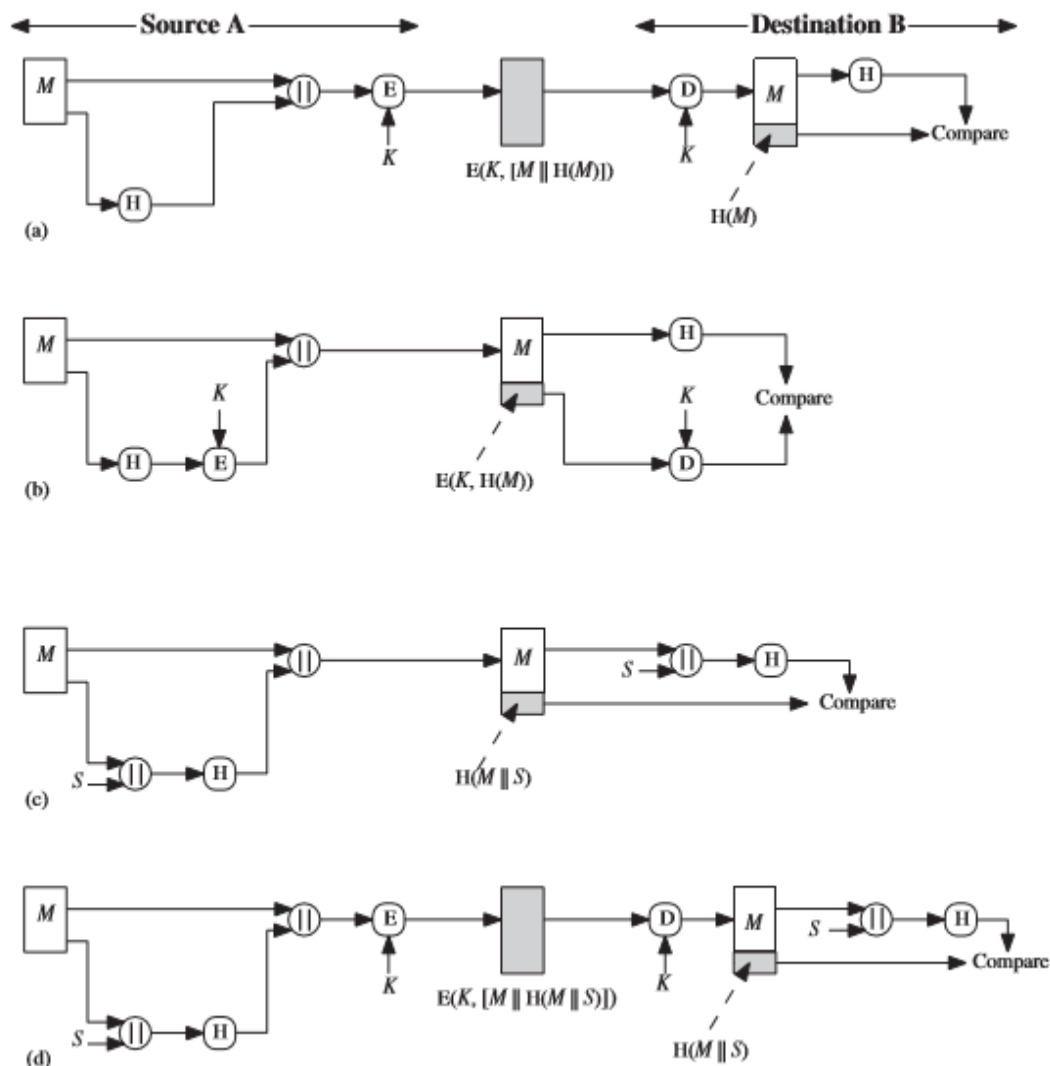 Source A Destination B
M || E D M H
K K Compare
E(K, [M || H(M)])
H H(M)
(a)
M || M H
K K Compare
H E D
E(K, H(M))
(b)
M || M || H
S Compare
S || H H(M || S)
(c)
M || E D M || H
S
K K Compare
E(K, [M || H(M || S)])
S || H H(M || S)
(d)